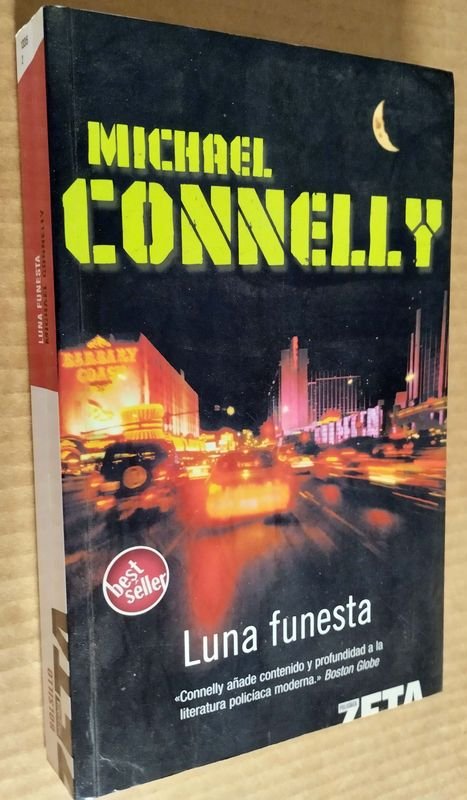 MICHAEL
CONNELLY
BARBARY
COAST
best
seller
Luna funesta
«Connelly añade contenido y profundidad a la
literatura policíaca moderna.» Boston Globe
ZETA
LUNA FUNESTA
MICHAEL CONNELLY
BOLSILLO